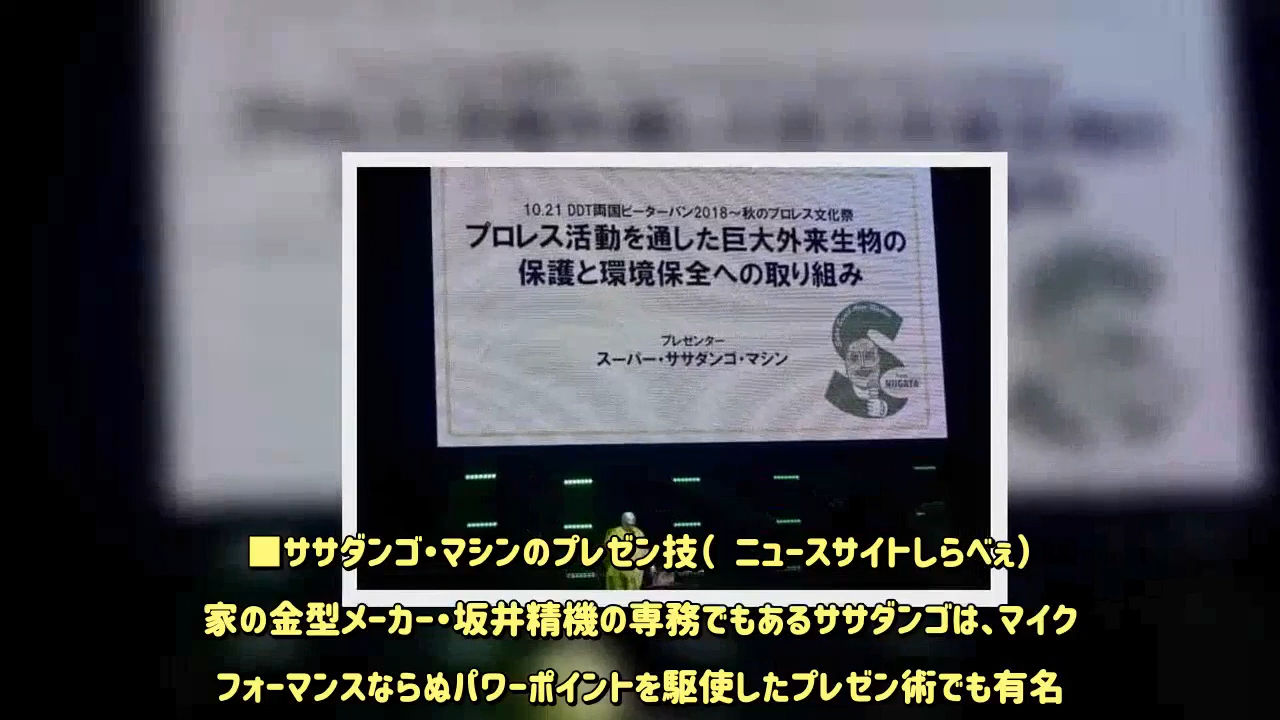 10.21 DDT両国ピーターパン2018～秋のプロレス文化祭
プロレス活動を通した巨大外来生物の
保護と環境保全への取り組み
プレゼンター
スーパー・ササダンゴ・マシン
NIIGATA
■ササダンゴ・マシンのプレゼン技( ニュースサイトしらべぇ)
家の金型メーカー・坂井精機の専務でもあるササダンゴは、マイク
フォーマンスならぬパワーポイントを駆使したプレゼン術でも有名